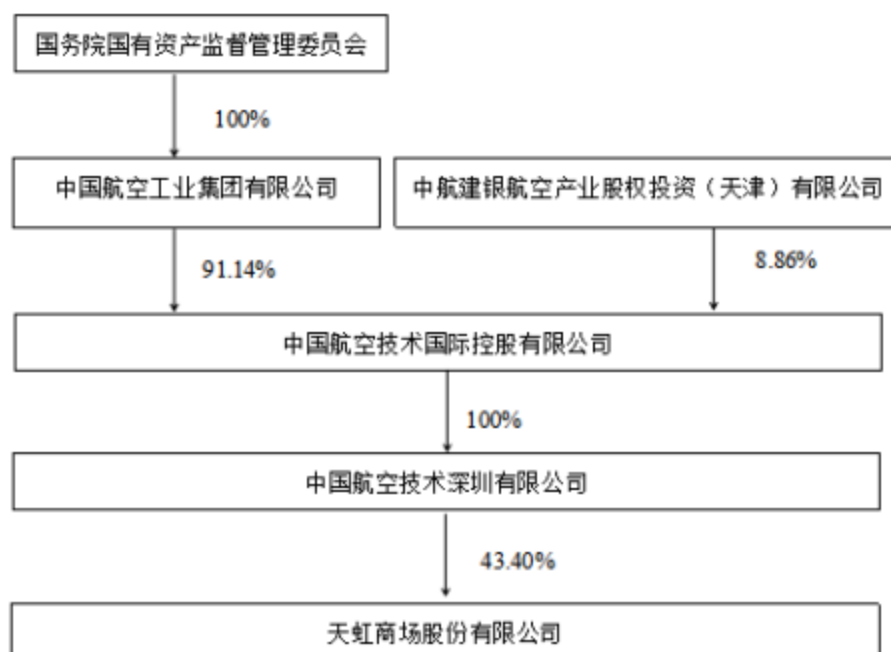 国务院国有资产监督管理委员会
100%
中国航空工业集团有限公司
中航建银航空产业股权投资（天津）有限公司
91.14%
8.86%
中国航空技术国际控股有限公司
100%
中国航空技术深圳有限公司
43.40%
天虹商场股份有限公司